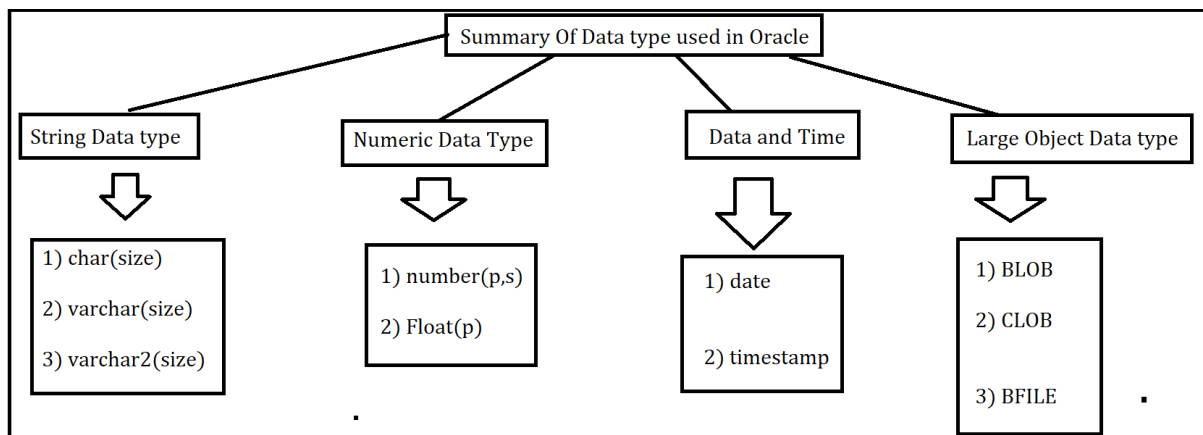 Summary Of Data type used in Oracle
String Data type
Numeric Data Type
Data and Time
Large Object Data type
1) char(size)
2) varchar(size)
3) varchar2(size)
1) number(p,s)
2) Float(p)
1) date
2) timestamp
1) BLOB
2) CLOB
3) BFILE